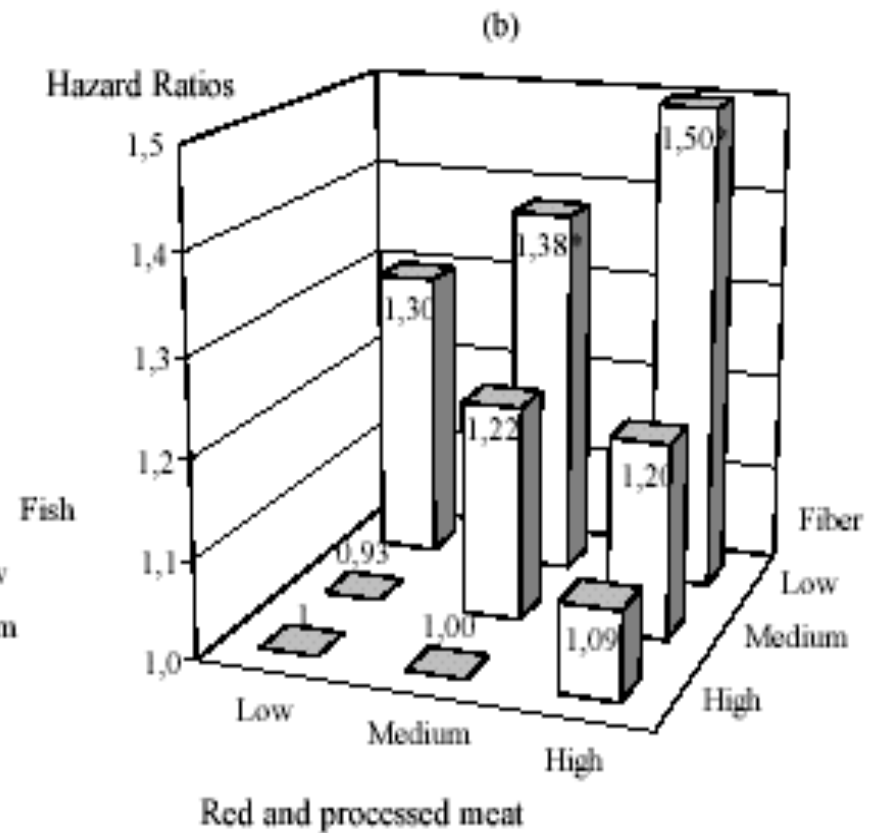 (b)
Hazard Ratios
1,5
1,4
1,3
1,2
1,1
1,0
1,50*
1,38*
1,30
1,22
1,20
0,93
1
1,00
1,09
Fish
Fiber
Low
Medium
High
Low
Medium
High
Red and processed meat